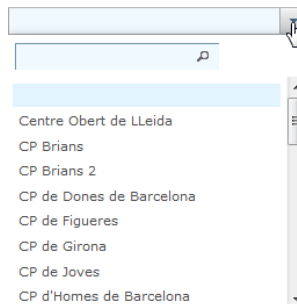 Centre Obert de LLeida
CP Brians
CP Brians 2
CP de Dones de Barcelona
CP de Figueres
CP de Girona
CP de Joves
CP d'Homes de Barcelona